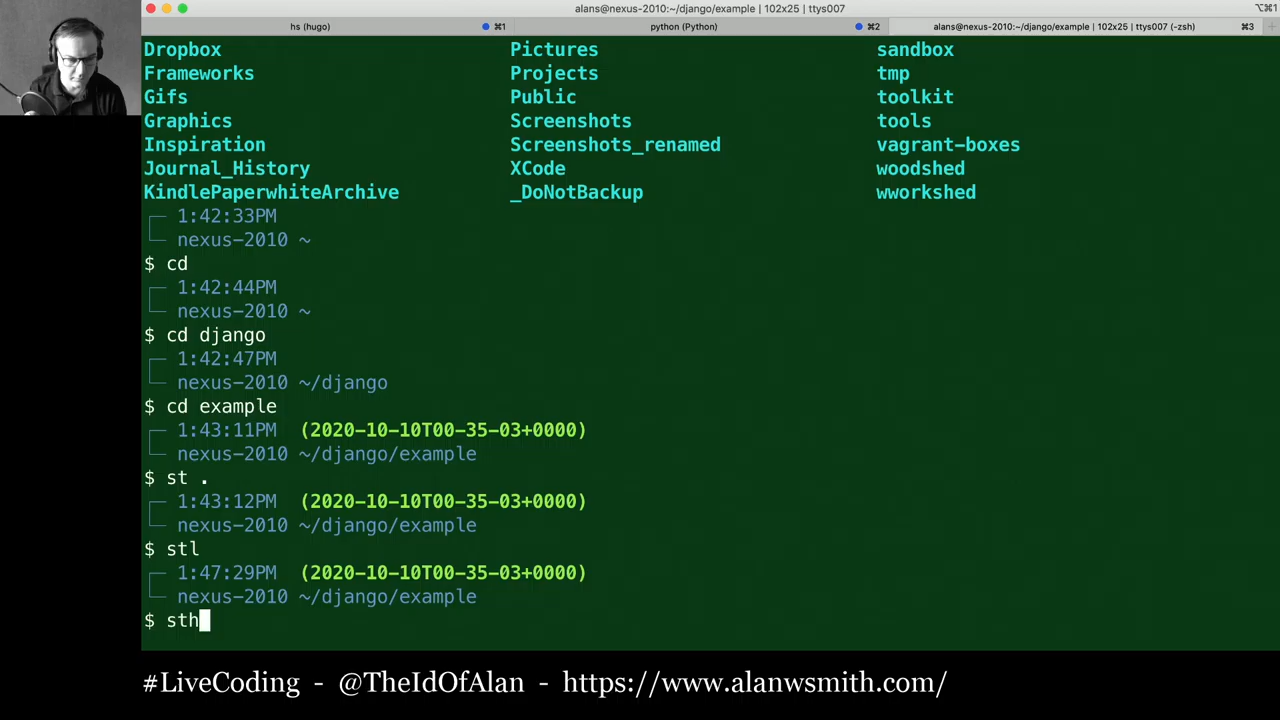 alans@nexus-2010:~/django/example | 102x25 | ttys007
⌥⌘1
hs (hugo) ⌘1 python (Python) ⌘2 alans@nexus-2010:~/django/example | 102x25 | ttys007 (-zsh) ⌘3
Dropbox Pictures sandbox
Frameworks Projects tmp
Gifs Public toolkit
Graphics Screenshots tools
Inspiration Screenshots_renamed vagrant-boxes
Journal_History XCode woodshed
KindlePaperwhiteArchive _DoNotBackup wworkshed
1:42:33PM
nexus-2010 ~
$ cd
1:42:44PM
nexus-2010 ~
$ cd django
1:42:47PM
nexus-2010 ~/django
$ cd example
1:43:11PM (2020-10-10T00-35-03+0000)
nexus-2010 ~/django/example
$ st .
1:43:12PM (2020-10-10T00-35-03+0000)
nexus-2010 ~/django/example
$ stl
1:47:29PM (2020-10-10T00-35-03+0000)
nexus-2010 ~/django/example
$ sth
#LiveCoding - @TheIdOfAlan - https://www.alanwsmith.com/